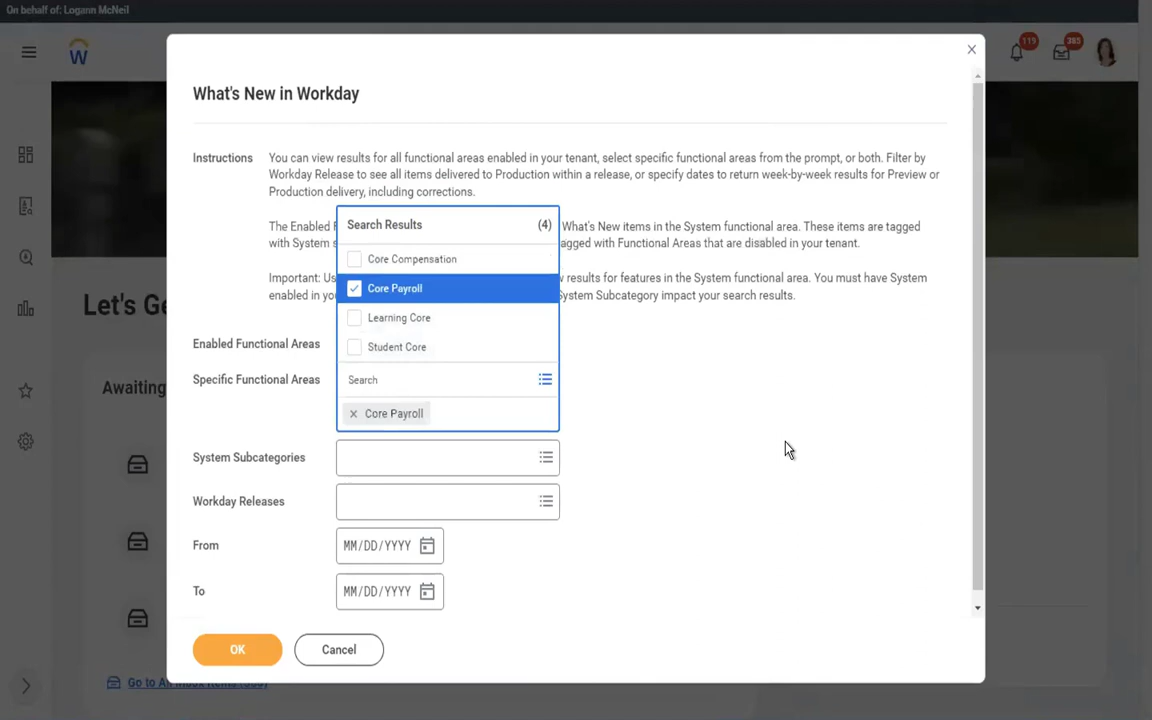 On behalf of: Logann McNeil
119
385
What's New in Workday
Instructions
You can view results for all functional areas enabled in your tenant, select specific functional areas from the prompt, or both. Filter by
Workday Release to see all items delivered to Production within a release, or specify dates to return week-by-week results for Preview or
Production delivery, including corrections.
The Enabled F
What's New items in the System functional area. These items are tagged
with System s
agged with Functional Areas that are disabled in your tenant.
Important: Us
w results for features in the System functional area. You must have System
enabled in you
System Subcategory impact your search results.
Search Results (4)
Core Compensation
Core Payroll
Learning Core
Student Core
Search
Core Payroll
Enabled Functional Areas
Specific Functional Areas
System Subcategories
Workday Releases
From MM/DD/YYYY
To MM/DD/YYYY
OK Cancel
Let's Ge
Awaiting